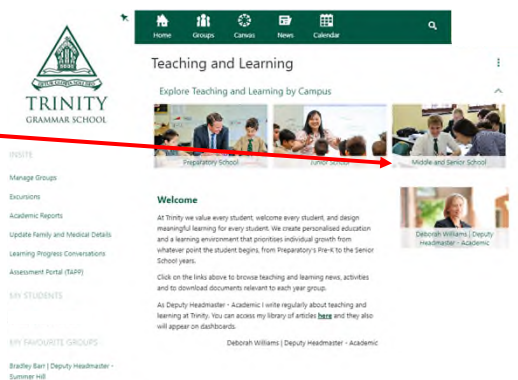 Home
Groups
Canvas
News
Calendar
Teaching and Learning
Explore Teaching and Learning by Campus
TRINITY
GRAMMAR SCHOOL
Preparatory School
Junior School
Middle and Senior School
INSITE
Manage Groups
Excursions
Academic Reports
Update Family and Medical Details
Learning Progress Conversations
Assessment Portal (TAPP)
MY STUDENTS
MY FAVOURITE GROUPS
Bradley Barr | Deputy Headmaster -
Summer Hill
Welcome
At Trinity we value every student, welcome every student, and design
meaningful learning for every student. We create personalised education
and a learning environment that prioritises individual growth from
whatever point the student begins, from Preparatory's Pre-K to the Senior
School years.
Click on the links above to browse teaching and learning news, activities
and to download documents relevant to each year group.
As Deputy Headmaster - Academic I write regularly about teaching and
learning at Trinity. You can access my library of articles here and they also
will appear on dashboards.
Deborah Williams | Deputy Headmaster - Academic
Deborah Williams | Deputy
Headmaster - Academic